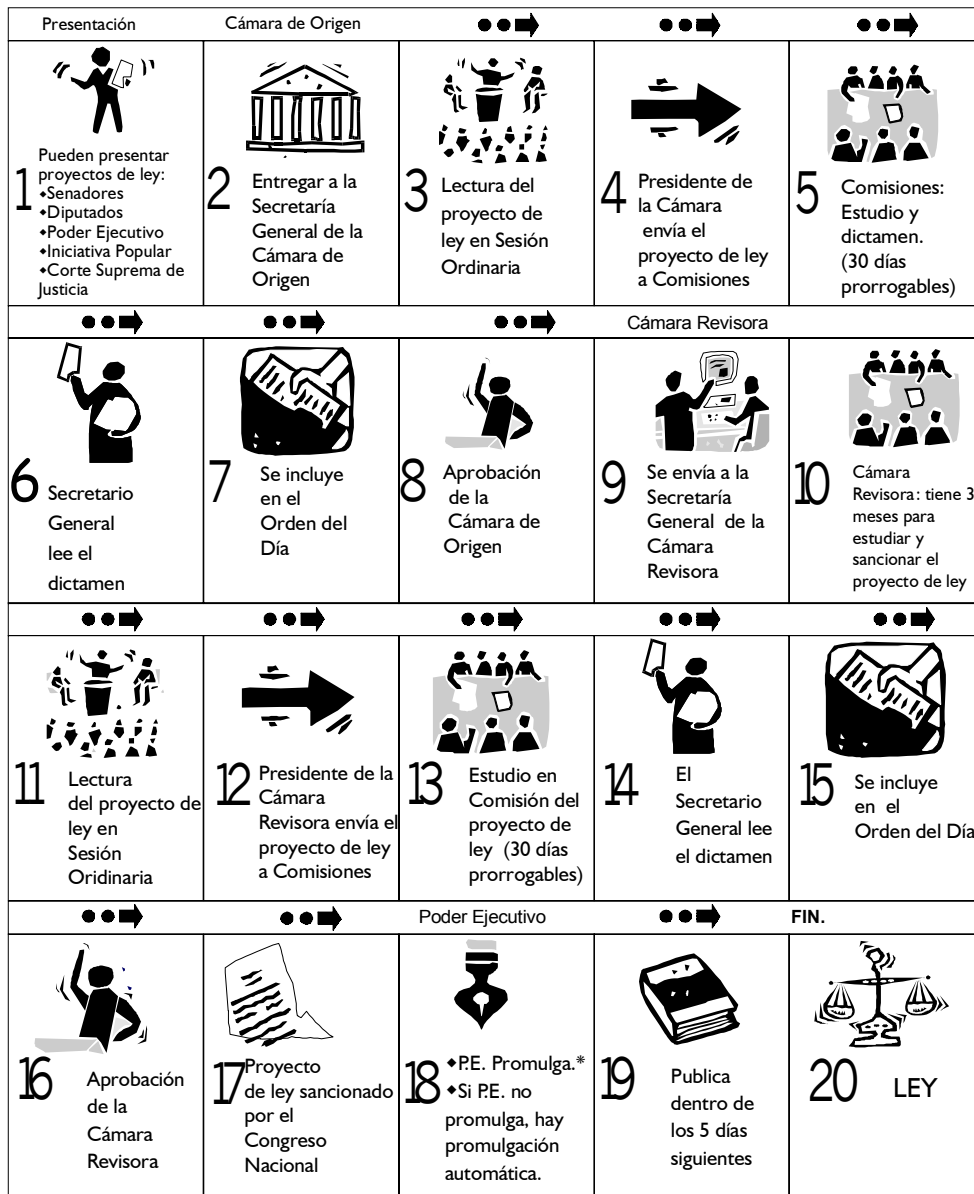 Presentación
Cámara de Origen
1
Pueden presentar
proyectos de ley:
◆Senadores
◆Diputados
◆Poder Ejecutivo
◆Iniciativa Popular
◆Corte Suprema de
Justicia
2
Entregar a la
Secretaría
General de la
Cámara de
Origen
3
Lectura del
proyecto de
ley en Sesión
Ordinaria
4
Presidente de
la Cámara
envía el
proyecto de ley
a Comisiones
5
Comisiones:
Estudio y
dictamen.
(30 días
prorrogables)
Cámara Revisora
6
Secretario
General
lee el
dictamen
7
Se incluye
en el
Orden del
Día
8
Aprobación
de la
Cámara de
Origen
9
Se envía a la
Secretaría
General de la
Cámara
Revisora
10
Cámara
Revisora: tiene 3
meses para
estudiar y
sancionar el
proyecto de ley
11
Lectura
del proyecto de
ley en
Sesión
Oridinaria
12
Presidente de la
Cámara
Revisora envía el
proyecto de ley
a Comisiones
13
Estudio en
Comisión del
proyecto de
ley (30 días
prorrogables)
14
El
Secretario
General lee
el dictamen
15
Se incluye
en el
Orden del Día
Poder Ejecutivo
FIN.
16
Aprobación
de la
Cámara
Revisora
17
Proyecto
de ley sancionado
por el
Congreso
Nacional
18
◆P.E. Promulga.*
◆Si P.E. no
promulga, hay
promulgación
automática.
19
Publica
dentro de
los 5 días
siguientes
20
LEY